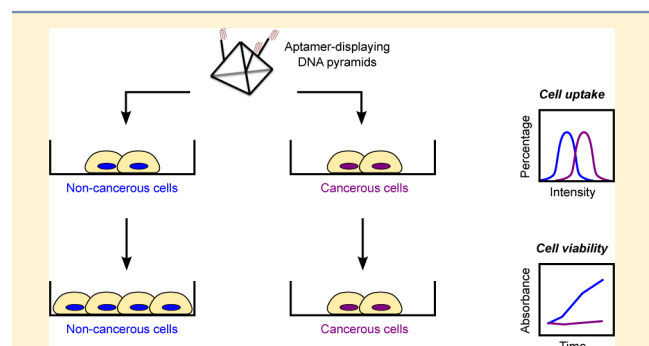 Aptamer-displaying
DNA pyramids
Cell uptake
Percentage
Intensity
Non-cancerous cells
Cancerous cells
Cell viability
Absorbance
Time
Non-cancerous cells
Cancerous cells